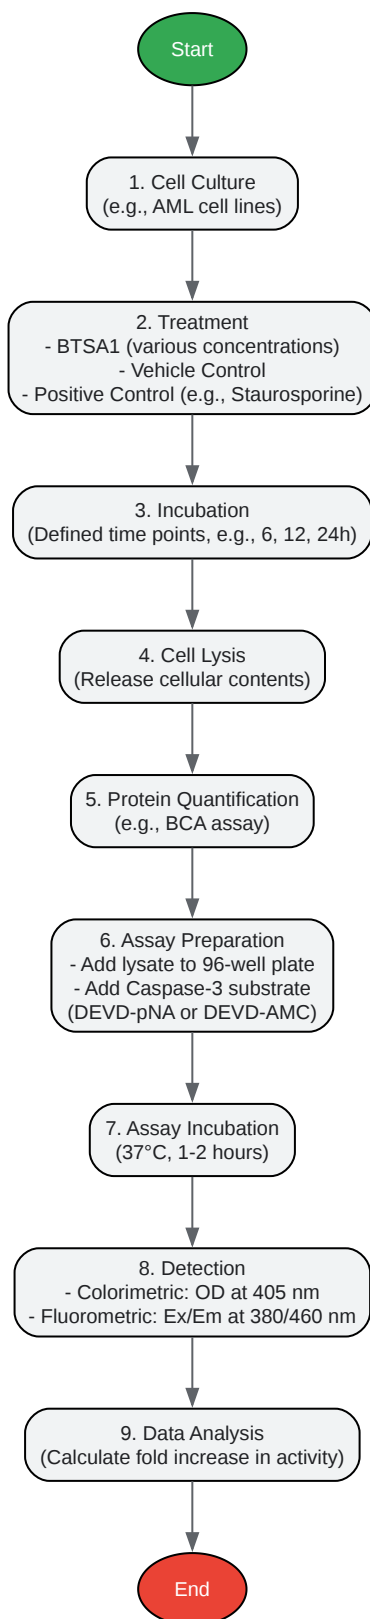 Start
1. Cell Culture
(e.g., AML cell lines)
2. Treatment
- BTSA1 (various concentrations)
- Vehicle Control
- Positive Control (e.g., Staurosporine)
3. Incubation
(Defined time points, e.g., 6, 12, 24h)
4. Cell Lysis
(Release cellular contents)
5. Protein Quantification
(e.g., BCA assay)
6. Assay Preparation
- Add lysate to 96-well plate
- Add Caspase-3 substrate
(DEVD-pNA or DEVD-AMC)
7. Assay Incubation
(37°C, 1-2 hours)
8. Detection
- Colorimetric: OD at 405 nm
- Fluorometric: Ex/Em at 380/460 nm
9. Data Analysis
(Calculate fold increase in activity)
End